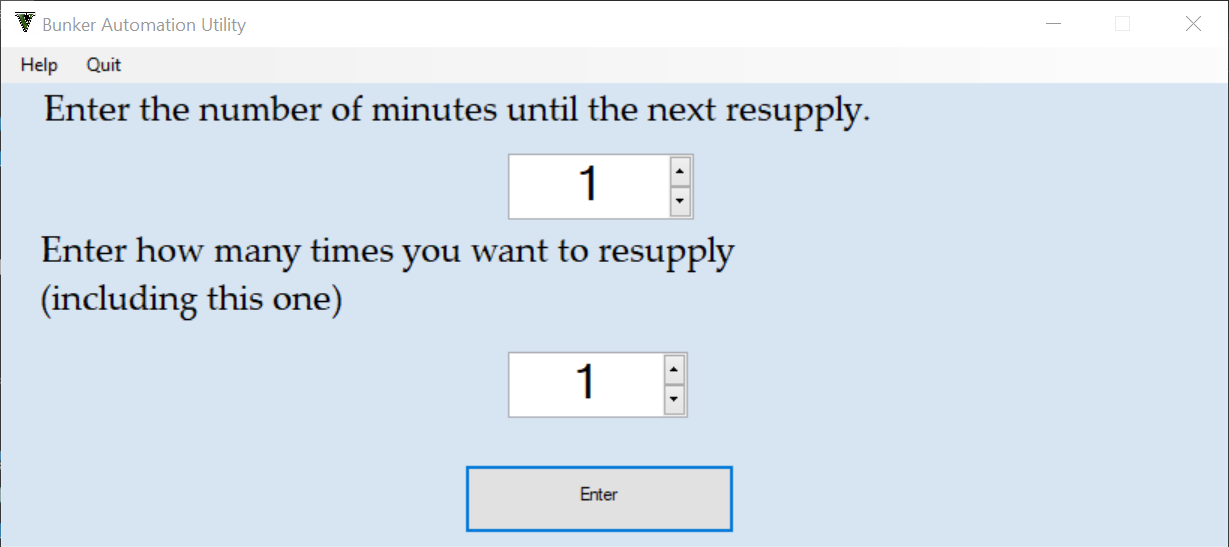 Bunker Automation Utility
Help Quit
Enter the number of minutes until the next resupply.
1
Enter how many times you want to resupply
(including this one)
1
Enter